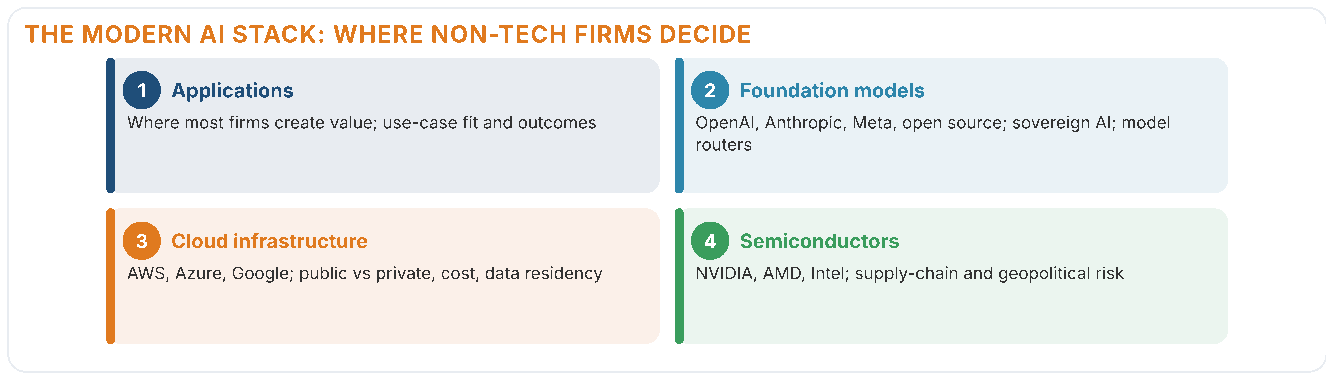 THE MODERN AI STACK: WHERE NON-TECH FIRMS DECIDE
1 Applications
Where most firms create value; use-case fit and outcomes
2 Foundation models
OpenAI, Anthropic, Meta, open source; sovereign AI; model
routers
3 Cloud infrastructure
AWS, Azure, Google; public vs private, cost, data residency
4 Semiconductors
NVIDIA, AMD, Intel; supply-chain and geopolitical risk